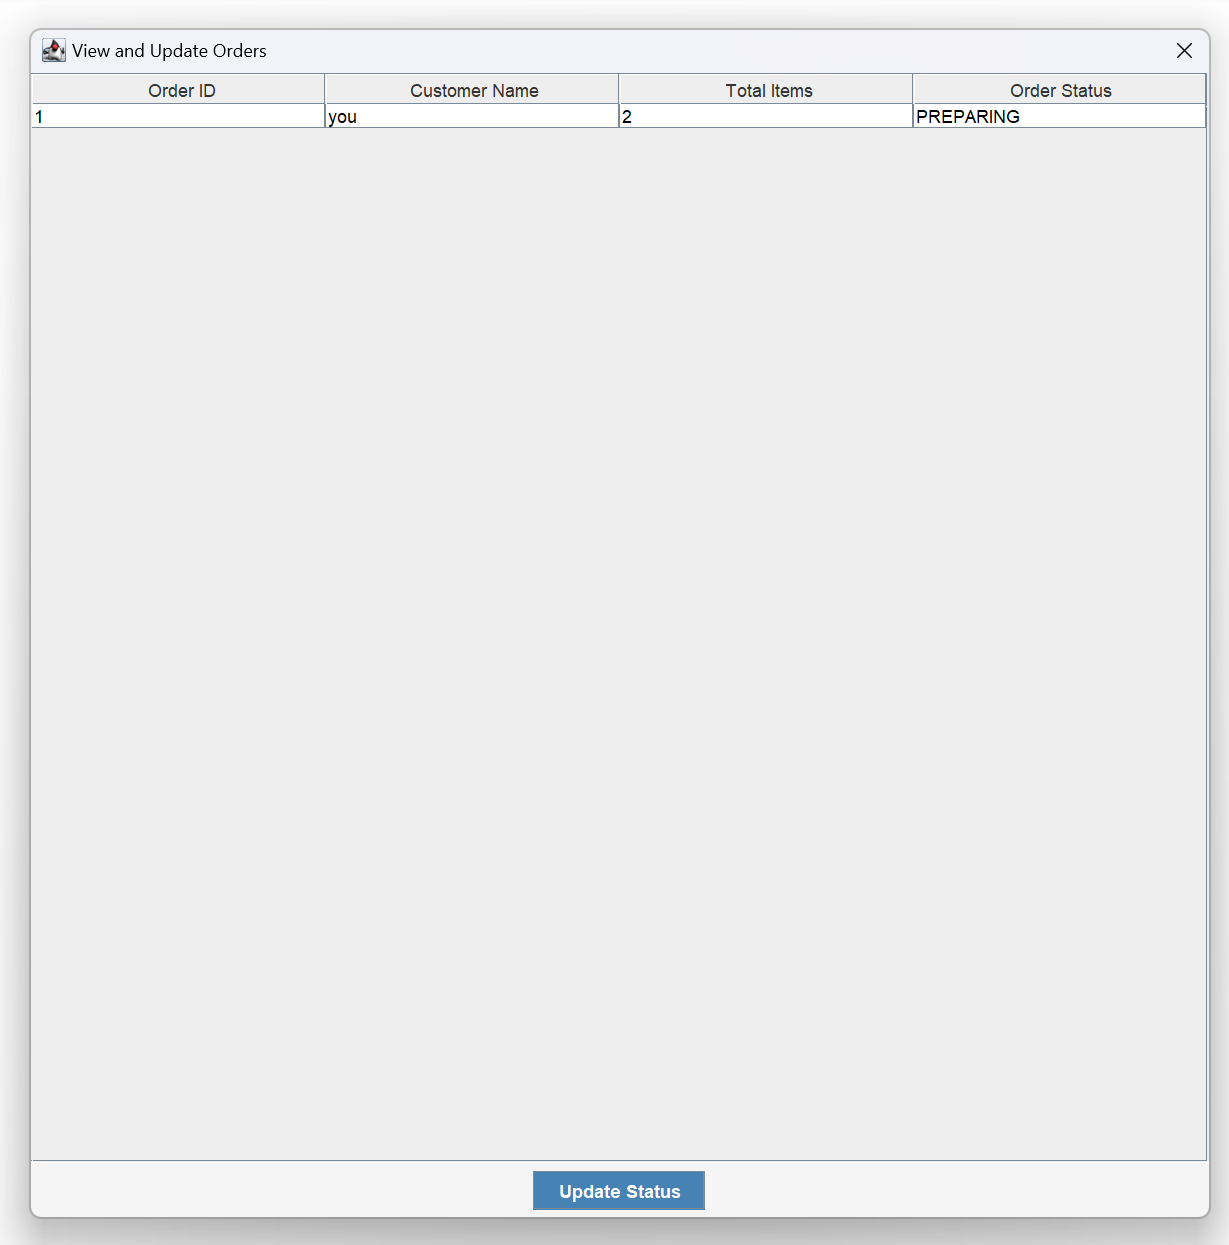 View and Update Orders
Order ID Customer Name Total Items Order Status
1 you 2 PREPARING
Update Status